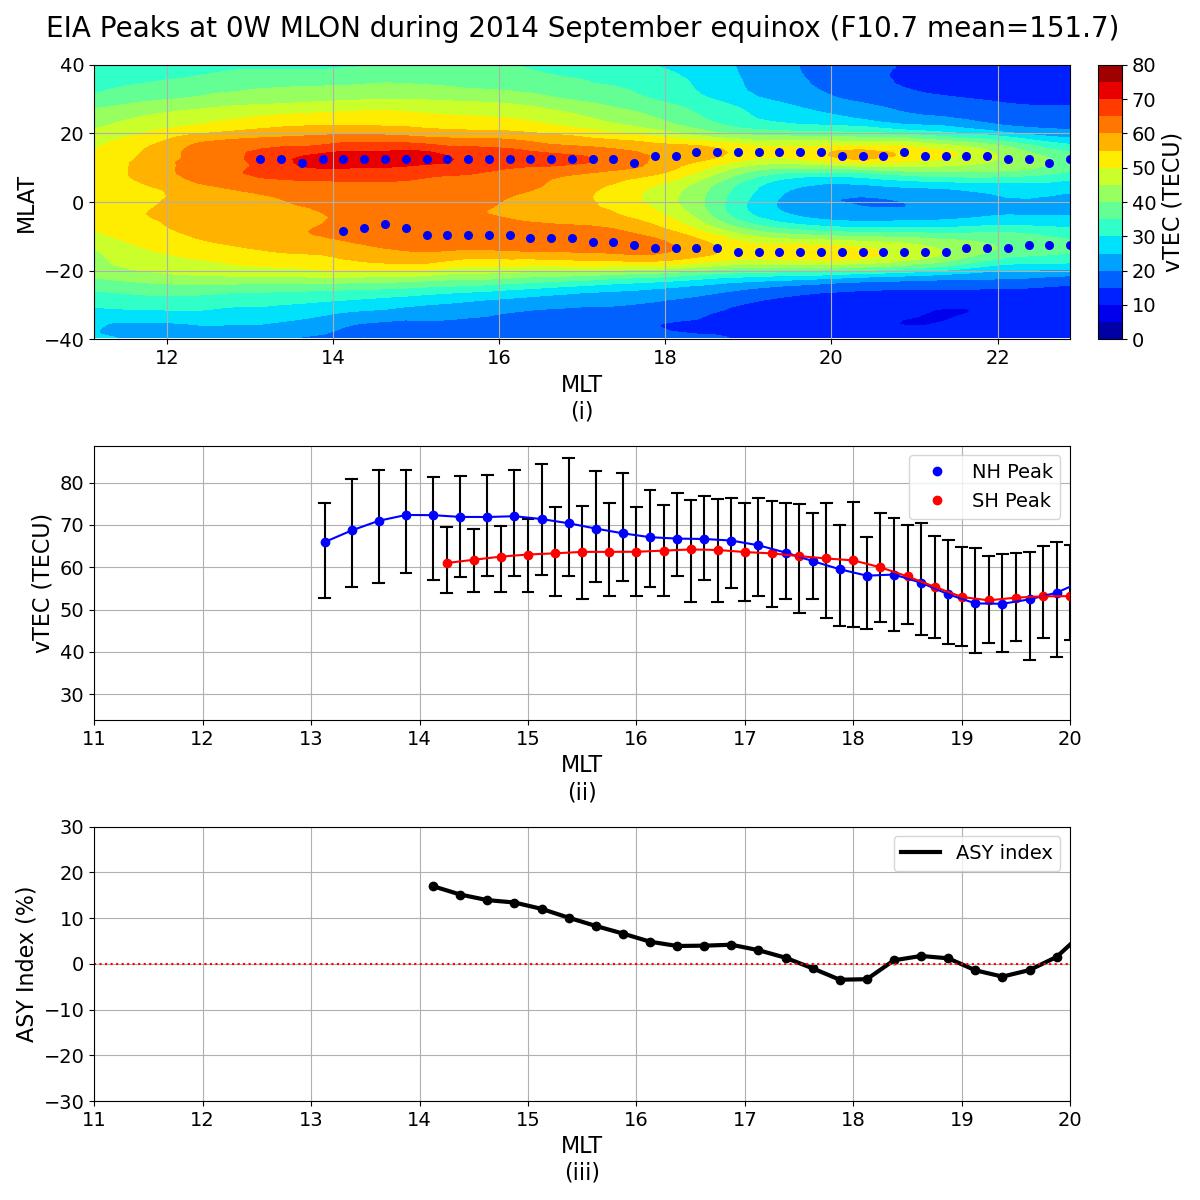 EIA Peaks at 0W MLON during 2014 September equinox (F10.7 mean=151.7)
40
20
0
−20
−40
MLAT
12 14 16 18 20 22
MLT
(i)
80
70
60
50
40
30
20
10
0
vTEC (TECU)
80
70
60
50
40
30
vTEC (TECU)
NH Peak
SH Peak
11 12 13 14 15 16 17 18 19 20
MLT
(ii)
30
20
10
0
−10
−20
−30
ASY Index (%)
ASY index
11 12 13 14 15 16 17 18 19 20
MLT
(iii)